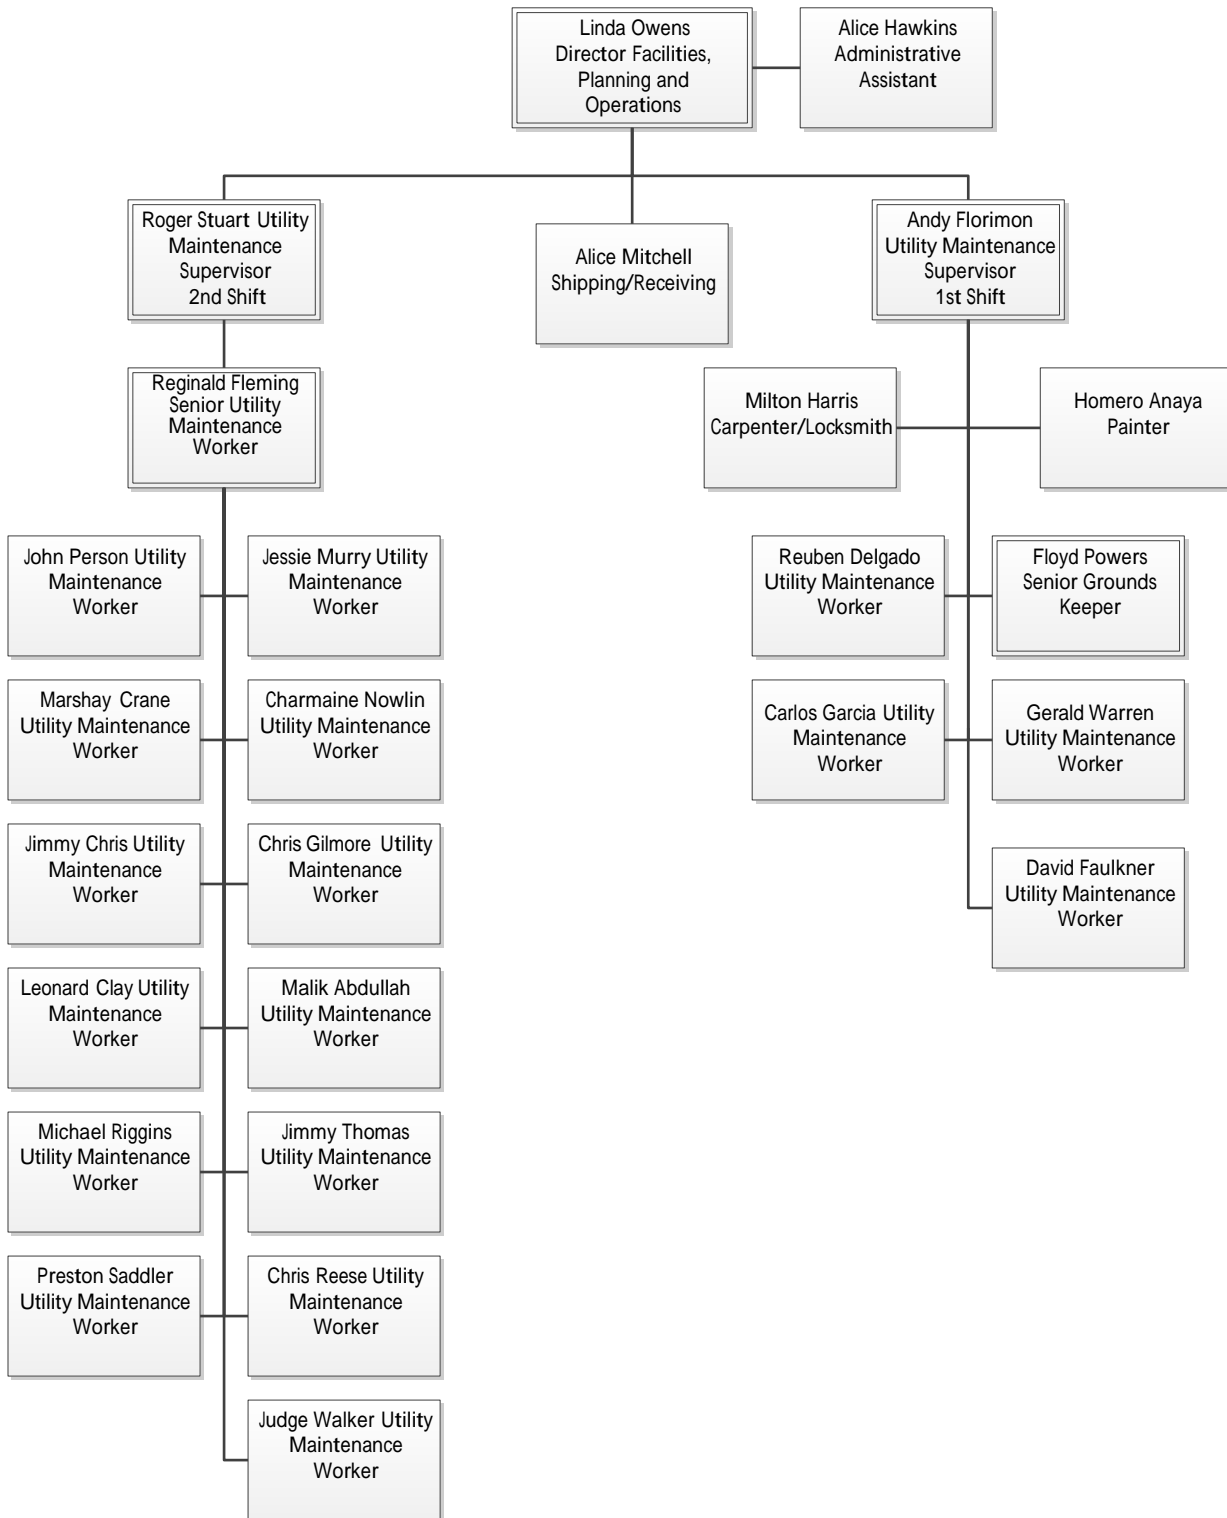 Linda Owens
Director Facilities,
Planning and
Operations
Alice Hawkins
Administrative
Assistant
Roger Stuart Utility
Maintenance
Supervisor
2nd Shift
Alice Mitchell
Shipping/Receiving
Andy Florimon
Utility Maintenance
Supervisor
1st Shift
Reginald Fleming
Senior Utility
Maintenance
Worker
Milton Harris
Carpenter/Locksmith
Homero Anaya
Painter
John Person Utility
Maintenance
Worker
Jessie Murry Utility
Maintenance
Worker
Reuben Delgado
Utility Maintenance
Worker
Floyd Powers
Senior Grounds
Keeper
Marshay Crane
Utility Maintenance
Worker
Charmaine Nowlin
Utility Maintenance
Worker
Carlos Garcia Utility
Maintenance
Worker
Gerald Warren
Utility Maintenance
Worker
Jimmy Chris Utility
Maintenance
Worker
Chris Gilmore Utility
Maintenance
Worker
David Faulkner
Utility Maintenance
Worker
Leonard Clay Utility
Maintenance
Worker
Malik Abdullah
Utility Maintenance
Worker
Michael Riggins
Utility Maintenance
Worker
Jimmy Thomas
Utility Maintenance
Worker
Preston Saddler
Utility Maintenance
Worker
Chris Reese Utility
Maintenance
Worker
Judge Walker Utility
Maintenance
Worker